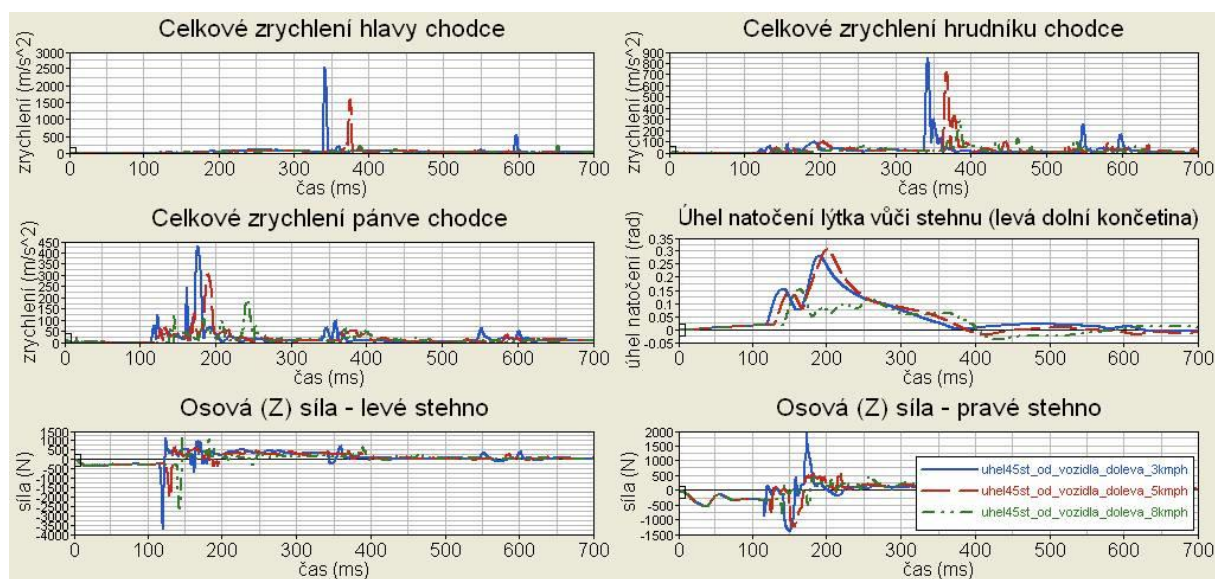 Celkové zrychlení hlavy chodce
zrychlení (m/s^2)
3000
2500
2000
1500
1000
500
0
0 100 200 300 400 500 600 700
čas (ms)
Celkové zrychlení hrudníku chodce
zrychlení (m/s^2)
900
800
700
600
500
400
300
200
100
0
0 100 200 300 400 500 600 700
čas (ms)
Celkové zrychlení pánve chodce
zrychlení (m/s^2)
450
400
350
300
250
200
150
100
50
0
0 100 200 300 400 500 600 700
čas (ms)
Úhel natočení lýtka vůči stehnu (levá dolní končetina)
úhel natočení (rad)
0.35
0.3
0.25
0.2
0.15
0.1
0.05
0
-0.05
0 100 200 300 400 500 600 700
čas (ms)
Osová (Z) síla - levé stehno
síla (N)
1500
1000
500
0
-500
-1000
-1500
-2000
-2500
-3000
-3500
-4000
0 100 200 300 400 500 600 700
čas (ms)
Osová (Z) síla - pravé stehno
síla (N)
2000
1500
1000
500
0
-500
-1000
-1500
0 100 200 300 400 500 600 700
čas (ms)
uhel45st_od_vozidla_doleva_3kmph
uhel45st_od_vozidla_doleva_5kmph
uhel45st_od_vozidla_doleva_8kmph